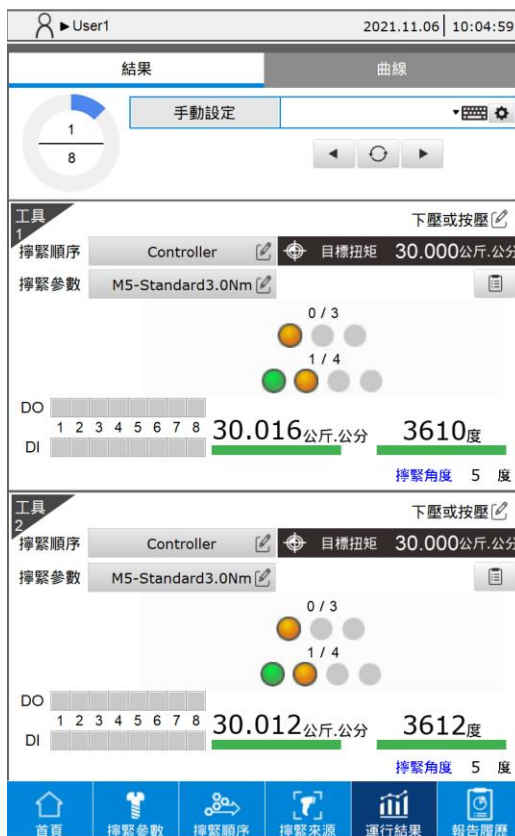 ►User1 2021.11.06 10:04:59
結果 曲線
1
8
手動設定
工具
1
下壓或按壓
擰緊順序 Controller 目標扭矩 30.000公斤.公分
擰緊參數 M5-Standard3.0Nm
0 / 3
1 / 4
DO
1 2 3 4 5 6 7 8
DI
30.016公斤.公分 3610度
擰緊角度 5 度
工具
2
下壓或按壓
擰緊順序 Controller 目標扭矩 30.000公斤.公分
擰緊參數 M5-Standard3.0Nm
0 / 3
1 / 4
DO
1 2 3 4 5 6 7 8
DI
30.012公斤.公分 3612度
擰緊角度 5 度
首頁 擰緊參數 擰緊順序 擰緊來源 運行結果 報告履歷